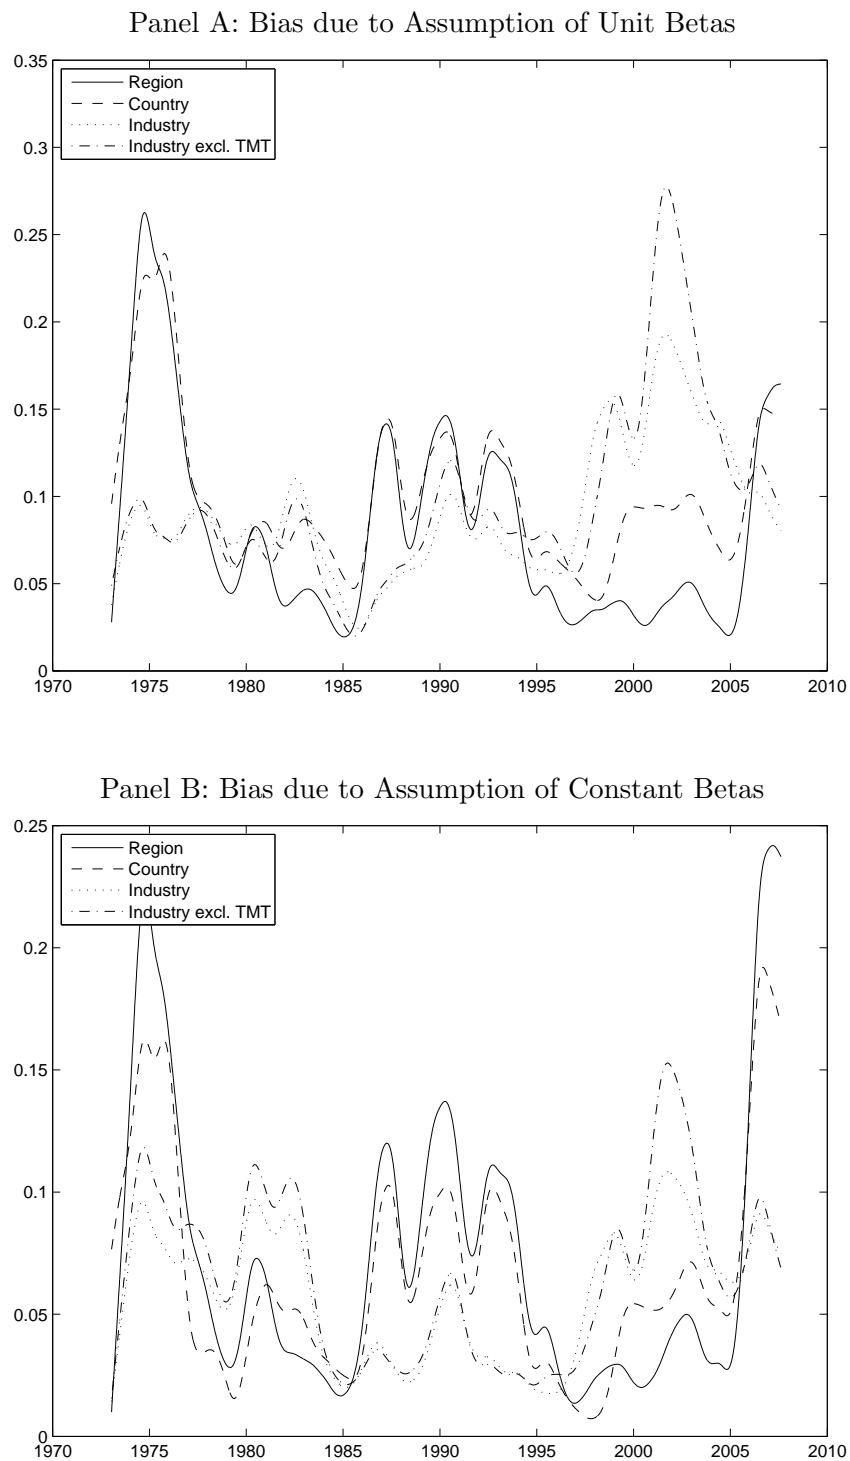 Panel A: Bias due to Assumption of Unit Betas
0.35
Region
Country
Industry
Industry excl. TMT
0.3
0.25
0.2
0.15
0.1
0.05
0
1970 1975 1980 1985 1990 1995 2000 2005 2010
Panel B: Bias due to Assumption of Constant Betas
0.25
Region
Country
Industry
Industry excl. TMT
0.2
0.15
0.1
0.05
0
1970 1975 1980 1985 1990 1995 2000 2005 2010